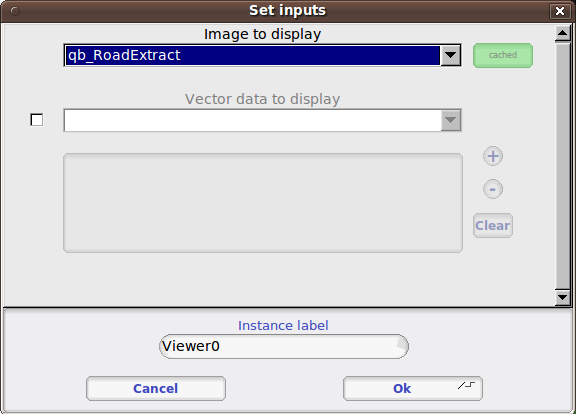 Set inputs
Image to display
qb_RoadExtract
cached
Vector data to display
+
-
Clear
Instance label
Viewer0
Cancel
Ok